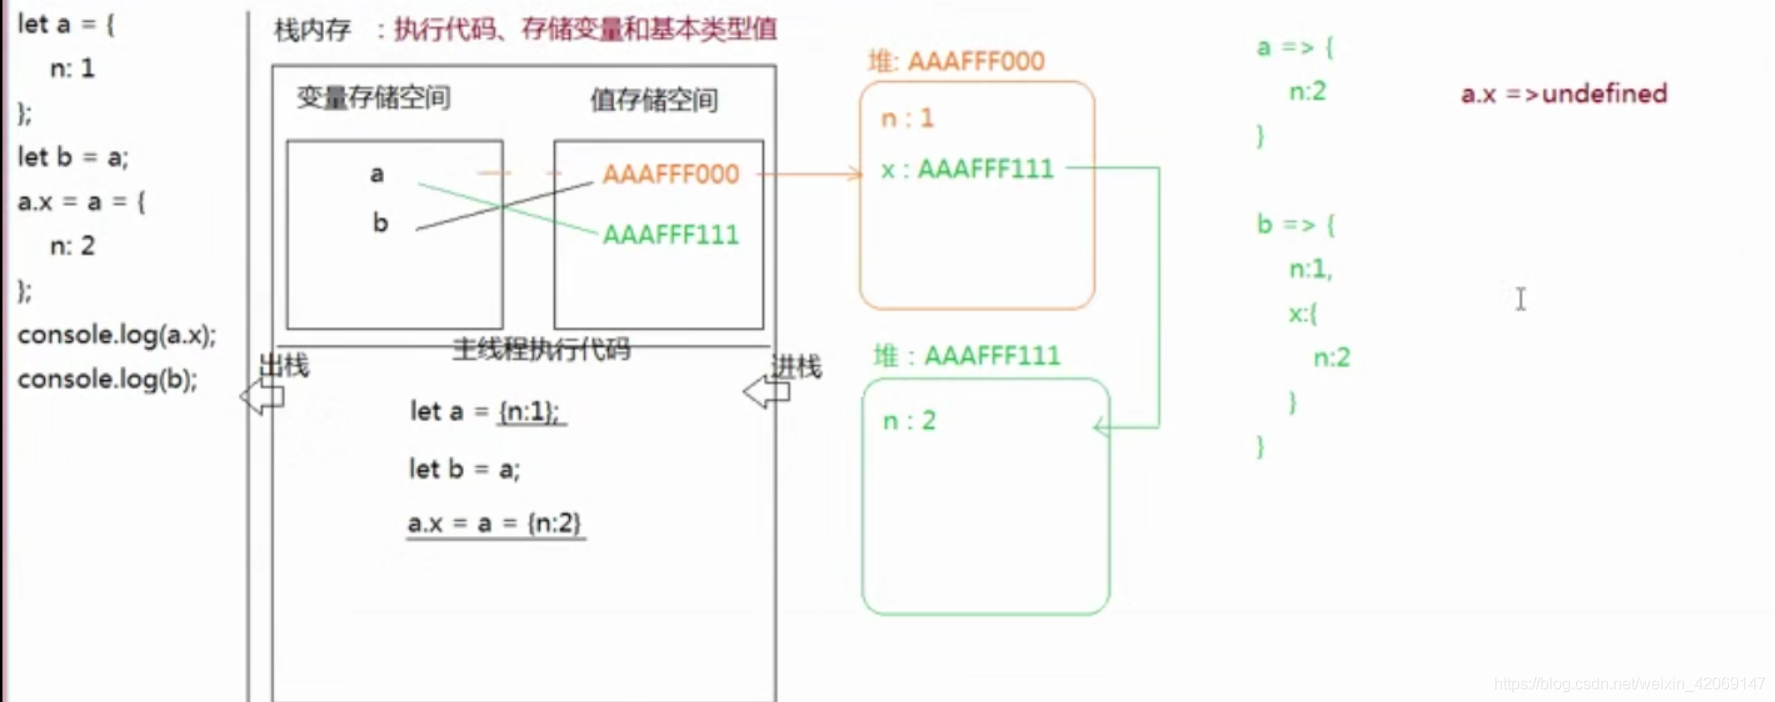 let a = {
n: 1
};
let b = a;
a.x = a = {
n: 2
};
console.log(a.x);
console.log(b);
栈内存 ：执行代码、存储变量和基本类型值
变量存储空间
值存储空间
a
b
AAAFFF000
AAAFFF111
主线程执行代码
出栈
进栈
let a = {n:1};
let b = a;
a.x = a = {n:2}
堆: AAAFFF000
n : 1
x : AAAFFF111
堆：AAAFFF111
n : 2
a => {
n:2
}
b => {
n:1,
x:{
n:2
}
}
a.x =>undefined
https://blog.csdn.net/weixin_42069147